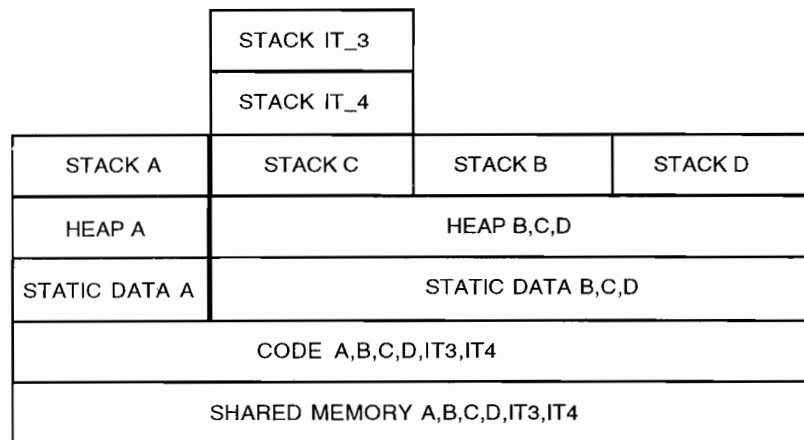 STACK IT_3
STACK IT_4
STACK A
STACK C
STACK B
STACK D
HEAP A
HEAP B,C,D
STATIC DATA A
STATIC DATA B,C,D
CODE A,B,C,D,IT3,IT4
SHARED MEMORY A,B,C,D,IT3,IT4